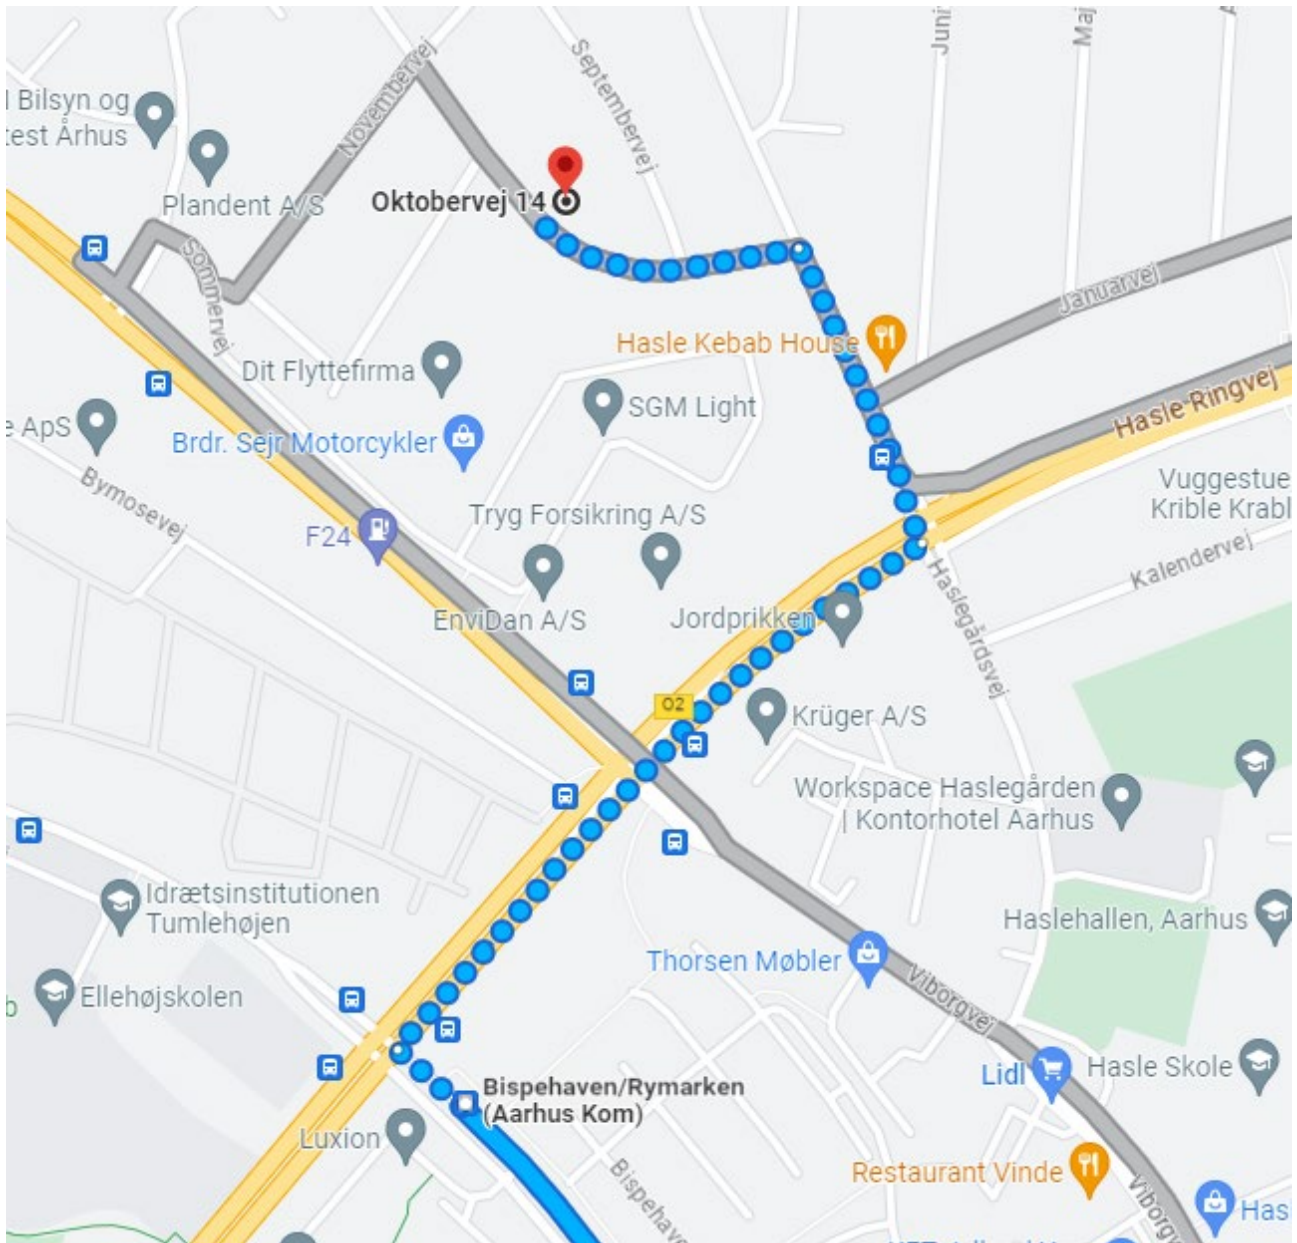 Juniv
Maj
Septembervej
Novembervej
l Bilsyn og
test Århus
Plandent A/S
Oktobervej 14
Sommervej
Januarvej
Hasle Kebab House
Dit Flyttefirma
SGM Light
Hasle Ringvej
e ApS
Brdr. Sejr Motorcykler
Bymosevej
Vuggestue
Krible Krabl
Tryg Forsikring A/S
F24
Kalendervej
Haslegårdsvej
EnviDan A/S
Jordprikken
O2
Krüger A/S
Workspace Haslegården
| Kontorhotel Aarhus
Idrætsinstitutionen
Tumlehøjen
Haslehallen, Aarhus
Thorsen Møbler
Viborgvej
Ellehøjskolen
b
Bispehaven/Rymarken
(Aarhus Kom)
Lidl
Hasle Skole
Luxion
Bispehave
Restaurant Vinde
Viborgv
Hasl